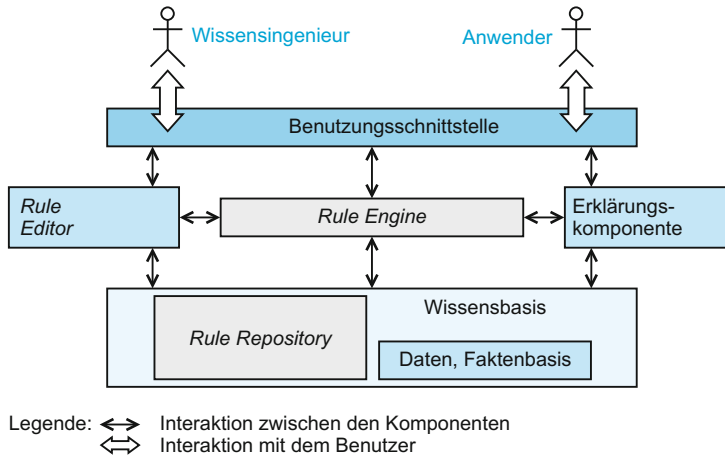 Wissensingenieur
Anwender
Benutzungsschnittstelle
Rule
Editor
Rule Engine
Erklärungs-
komponente
Wissensbasis
Rule Repository
Daten, Faktenbasis
Legende:
Interaktion zwischen den Komponenten
Interaktion mit dem Benutzer